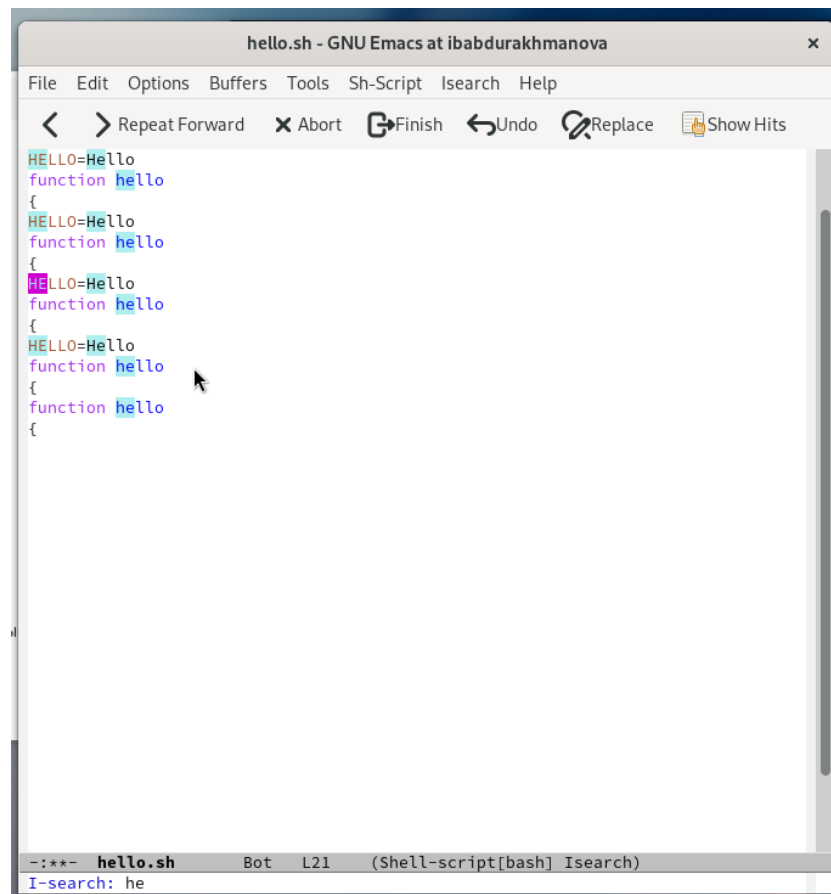 hello.sh - GNU Emacs at ibabdurakhmanova ×
File Edit Options Buffers Tools Sh-Script Isearch Help
Repeat Forward Abort Finish Undo Replace Show Hits
HELLO=Hello
function hello
{
HELLO=Hello
function hello
{
HELLO=Hello
function hello
{
HELLO=Hello
function hello
{
function hello
{
-:**- hello.sh Bot L21 (Shell-script[bash] Isearch)
I-search: he